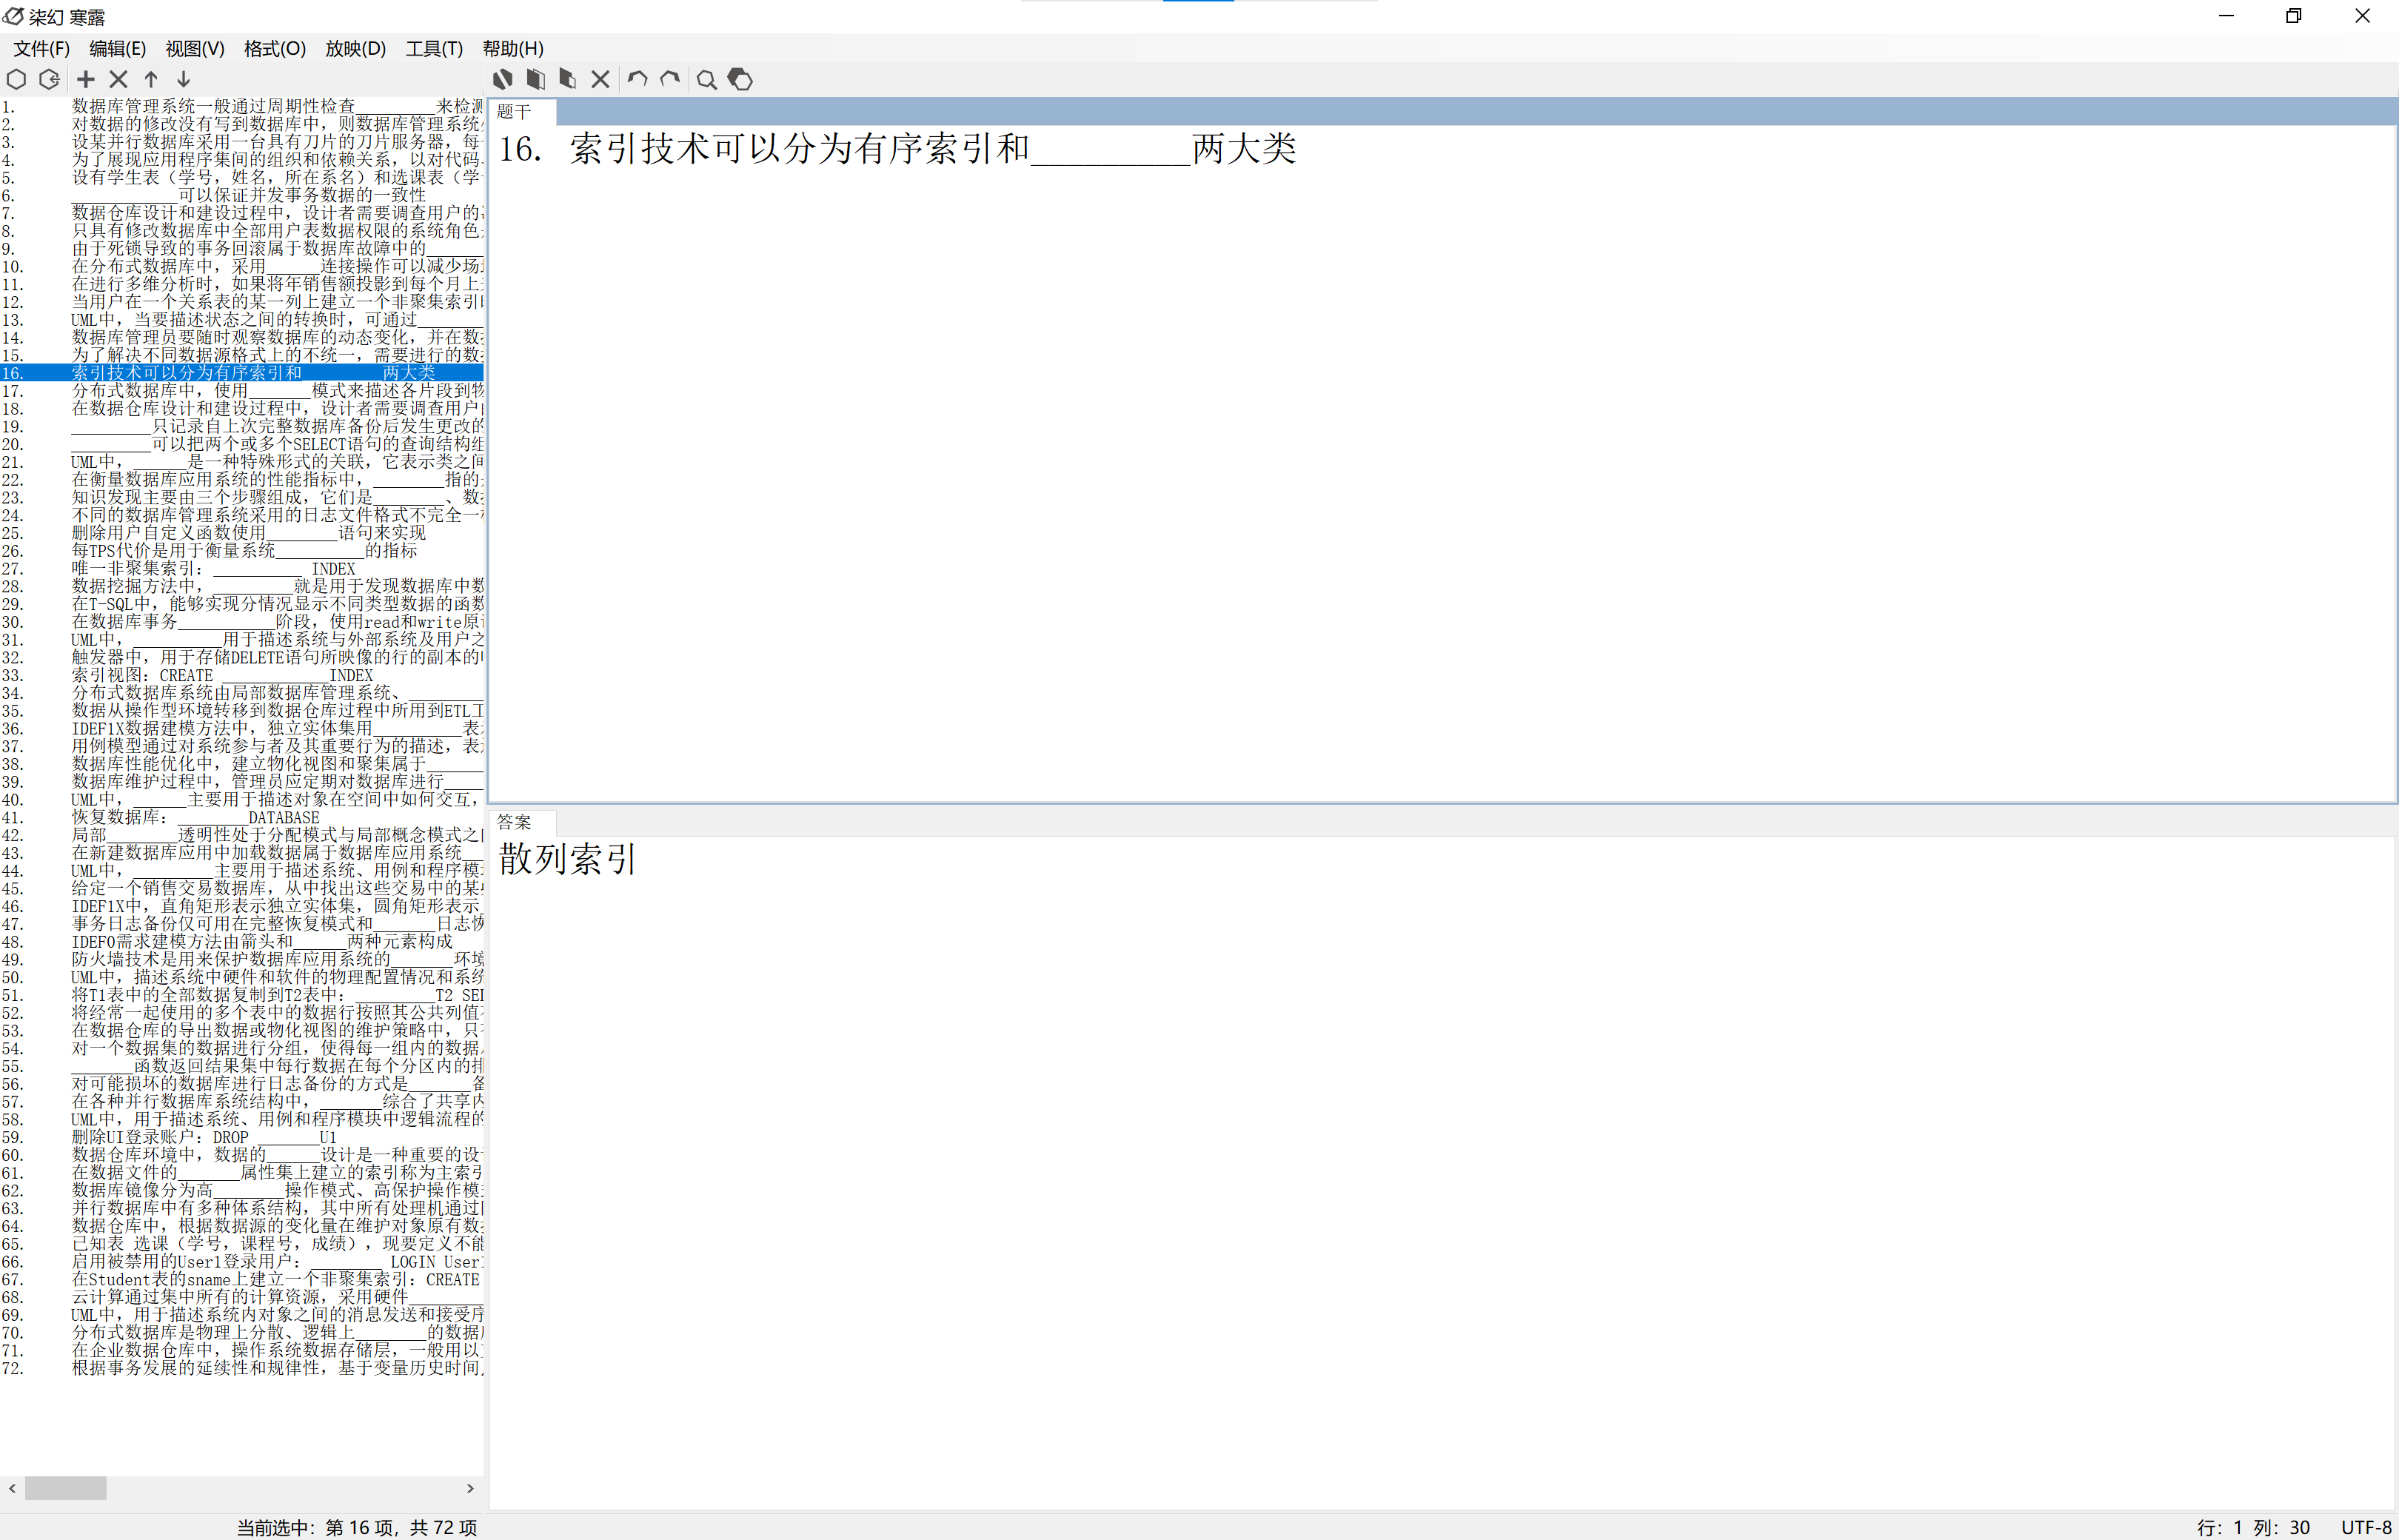 柒幻 寒露
文件(F) 编辑(E) 视图(V) 格式(O) 放映(D) 工具(T) 帮助(H)
1. 数据库管理系统一般通过周期性检查_________来检测
2. 对数据的修改没有写到数据库中，则数据库管理系统
3. 设某并行数据库采用一台具有刀片的刀片服务器，每
4. 为了展现应用程序集间的组织和依赖关系，以对代码
5. 设有学生表（学号，姓名，所在系名）和选课表（学
6. ____________可以保证并发事务数据的一致性
7. 数据仓库设计和建设过程中，设计者需要调查用户的
8. 只具有修改数据库中全部用户表数据权限的系统角色
9. 由于死锁导致的事务回滚属于数据库故障中的______
10. 在分布式数据库中，采用______连接操作可以减少场
11. 在进行多维分析时，如果将年销售额投影到每个月上
12. 当用户在一个关系表的某一列上建立一个非聚集索引
13. UML中，当要描述状态之间的转换时，可通过________
14. 数据库管理员要随时观察数据库的动态变化，并在数
15. 为了解决不同数据源格式上的不统一，需要进行的数
16. 索引技术可以分为有序索引和_________两大类
17. 分布式数据库中，使用_______模式来描述各片段到物
18. 在数据仓库设计和建设过程中，设计者需要调查用户
19. _________只记录自上次完整数据库备份后发生更改的
20. _________可以把两个或多个SELECT语句的查询结构组
21. UML中，______是一种特殊形式的关联，它表示类之间
22. 在衡量数据库应用系统的性能指标中，________指的
23. 知识发现主要由三个步骤组成，它们是________、数
24. 不同的数据库管理系统采用的日志文件格式不完全一
25. 删除用户自定义函数使用________语句来实现
26. 每TPS代价是用于衡量系统__________的指标
27. 唯一非聚集索引：__________ INDEX
28. 数据挖掘方法中，_________就是用于发现数据库中数
29. 在T-SQL中，能够实现分情况显示不同类型数据的函数
30. 在数据库事务___________阶段，使用read和write原
31. UML中，__________用于描述系统与外部系统及用户之
32. 触发器中，用于存储DELETE语句所映像的行的副本的
33. 索引视图：CREATE ____________INDEX
34. 分布式数据库系统由局部数据库管理系统、________
35. 数据从操作型环境转移到数据仓库过程中所用到ETL工
36. IDEF1X数据建模方法中，独立实体集用__________表
37. 用例模型通过对系统参与者及其重要行为的描述，表
38. 数据库性能优化中，建立物化视图和聚集属于______
39. 数据库维护过程中，管理员应定期对数据库进行____
40. UML中，______主要用于描述对象在空间中如何交互，
41. 恢复数据库：________DATABASE
42. 局部________透明性处于分配模式与局部概念模式之
43. 在新建数据库应用中加载数据属于数据库应用系统__
44. UML中，_________主要用于描述系统、用例和程序模
45. 给定一个销售交易数据库，从中找出这些交易中的某
46. IDEF1X中，直角矩形表示独立实体集，圆角矩形表示
47. 事务日志备份仅可用在完整恢复模式和_______日志恢
48. IDEF0需求建模方法由箭头和______两种元素构成
49. 防火墙技术是用来保护数据库应用系统的_______环境
50. UML中，描述系统中硬件和软件的物理配置情况和系统
51. 将T1表中的全部数据复制到T2表中：_________T2 SEL
52. 将经常一起使用的多个表中的数据行按照其公共列值
53. 在数据仓库的导出数据或物化视图的维护策略中，只
54. 对一个数据集的数据进行分组，使得每一组内的数据
55. _______函数返回结果集中每行数据在每个分区内的排
56. 对可能损坏的数据库进行日志备份的方式是_______备
57. 在各种并行数据库系统结构中，_______综合了共享内
58. UML中，用于描述系统、用例和程序模块中逻辑流程的
59. 删除UI登录账户：DROP _______U1
60. 数据仓库环境中，数据的______设计是一种重要的设
61. 在数据文件的_______属性集上建立的索引称为主索引
62. 数据库镜像分为高________操作模式、高保护操作模
63. 并行数据库中有多种体系结构，其中所有处理机通过
64. 数据仓库中，根据数据源的变化量在维护对象原有数
65. 已知表 选课（学号，课程号，成绩），现要定义不能
66. 启用被禁用的User1登录用户：________ LOGIN User
67. 在Student表的sname上建立一个非聚集索引：CREATE
68. 云计算通过集中所有的计算资源，采用硬件________
69. UML中，用于描述系统内对象之间的消息发送和接受序
70. 分布式数据库是物理上分散、逻辑上________的数据
71. 在企业数据仓库中，操作系统数据存储层，一般用以
72. 根据事务发展的延续性和规律性，基于变量历史时间
当前选中：第 16 项，共 72 项
题干
16. 索引技术可以分为有序索引和_________两大类
答案
散列索引
行：1 列：30 UTF-8